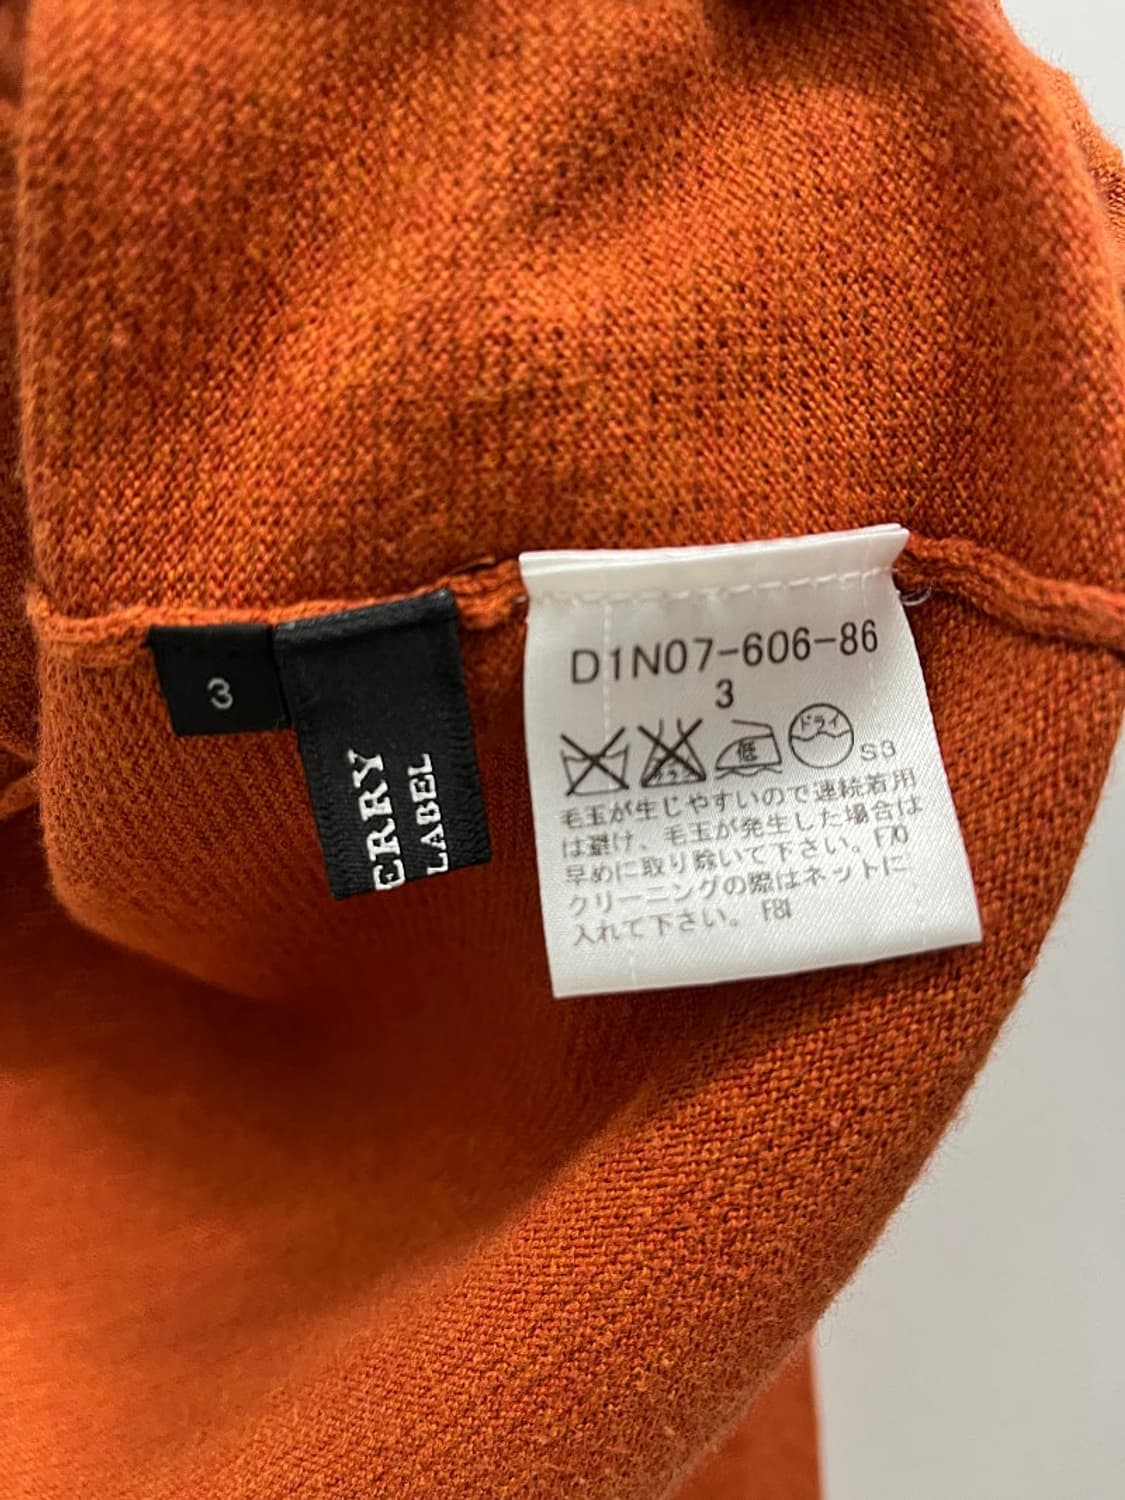 3
ERRY
LABEL
D1N07-606-86
3
低
ドライ
S3
毛玉が生じやすいので連続着用
は避け、毛玉が発生した場合は
早めに取り除いて下さい。F70
クリーニングの際はネットに
入れて下さい。 F81